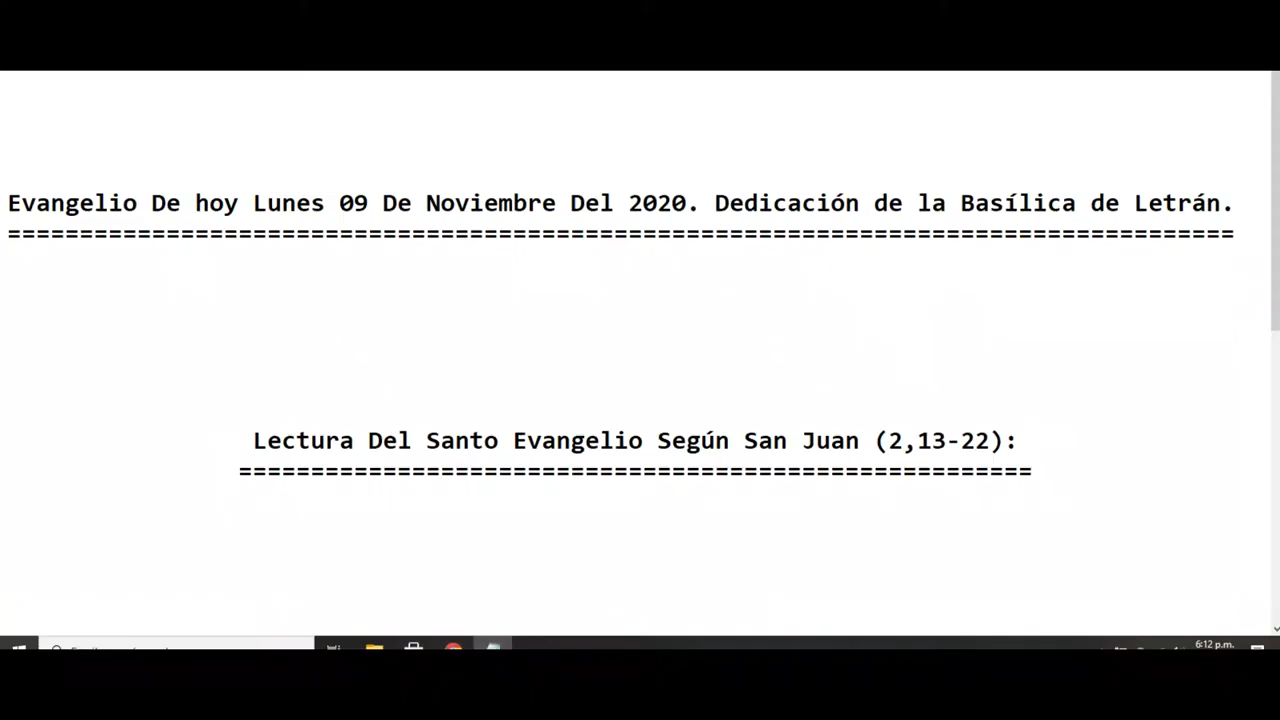 Evangelio De hoy Lunes 09 De Noviembre Del 2020. Dedicación de la Basílica de Letrán.
=====================================================================================
Lectura Del Santo Evangelio Según San Juan (2,13-22):
=======================================================
6:12 p.m.